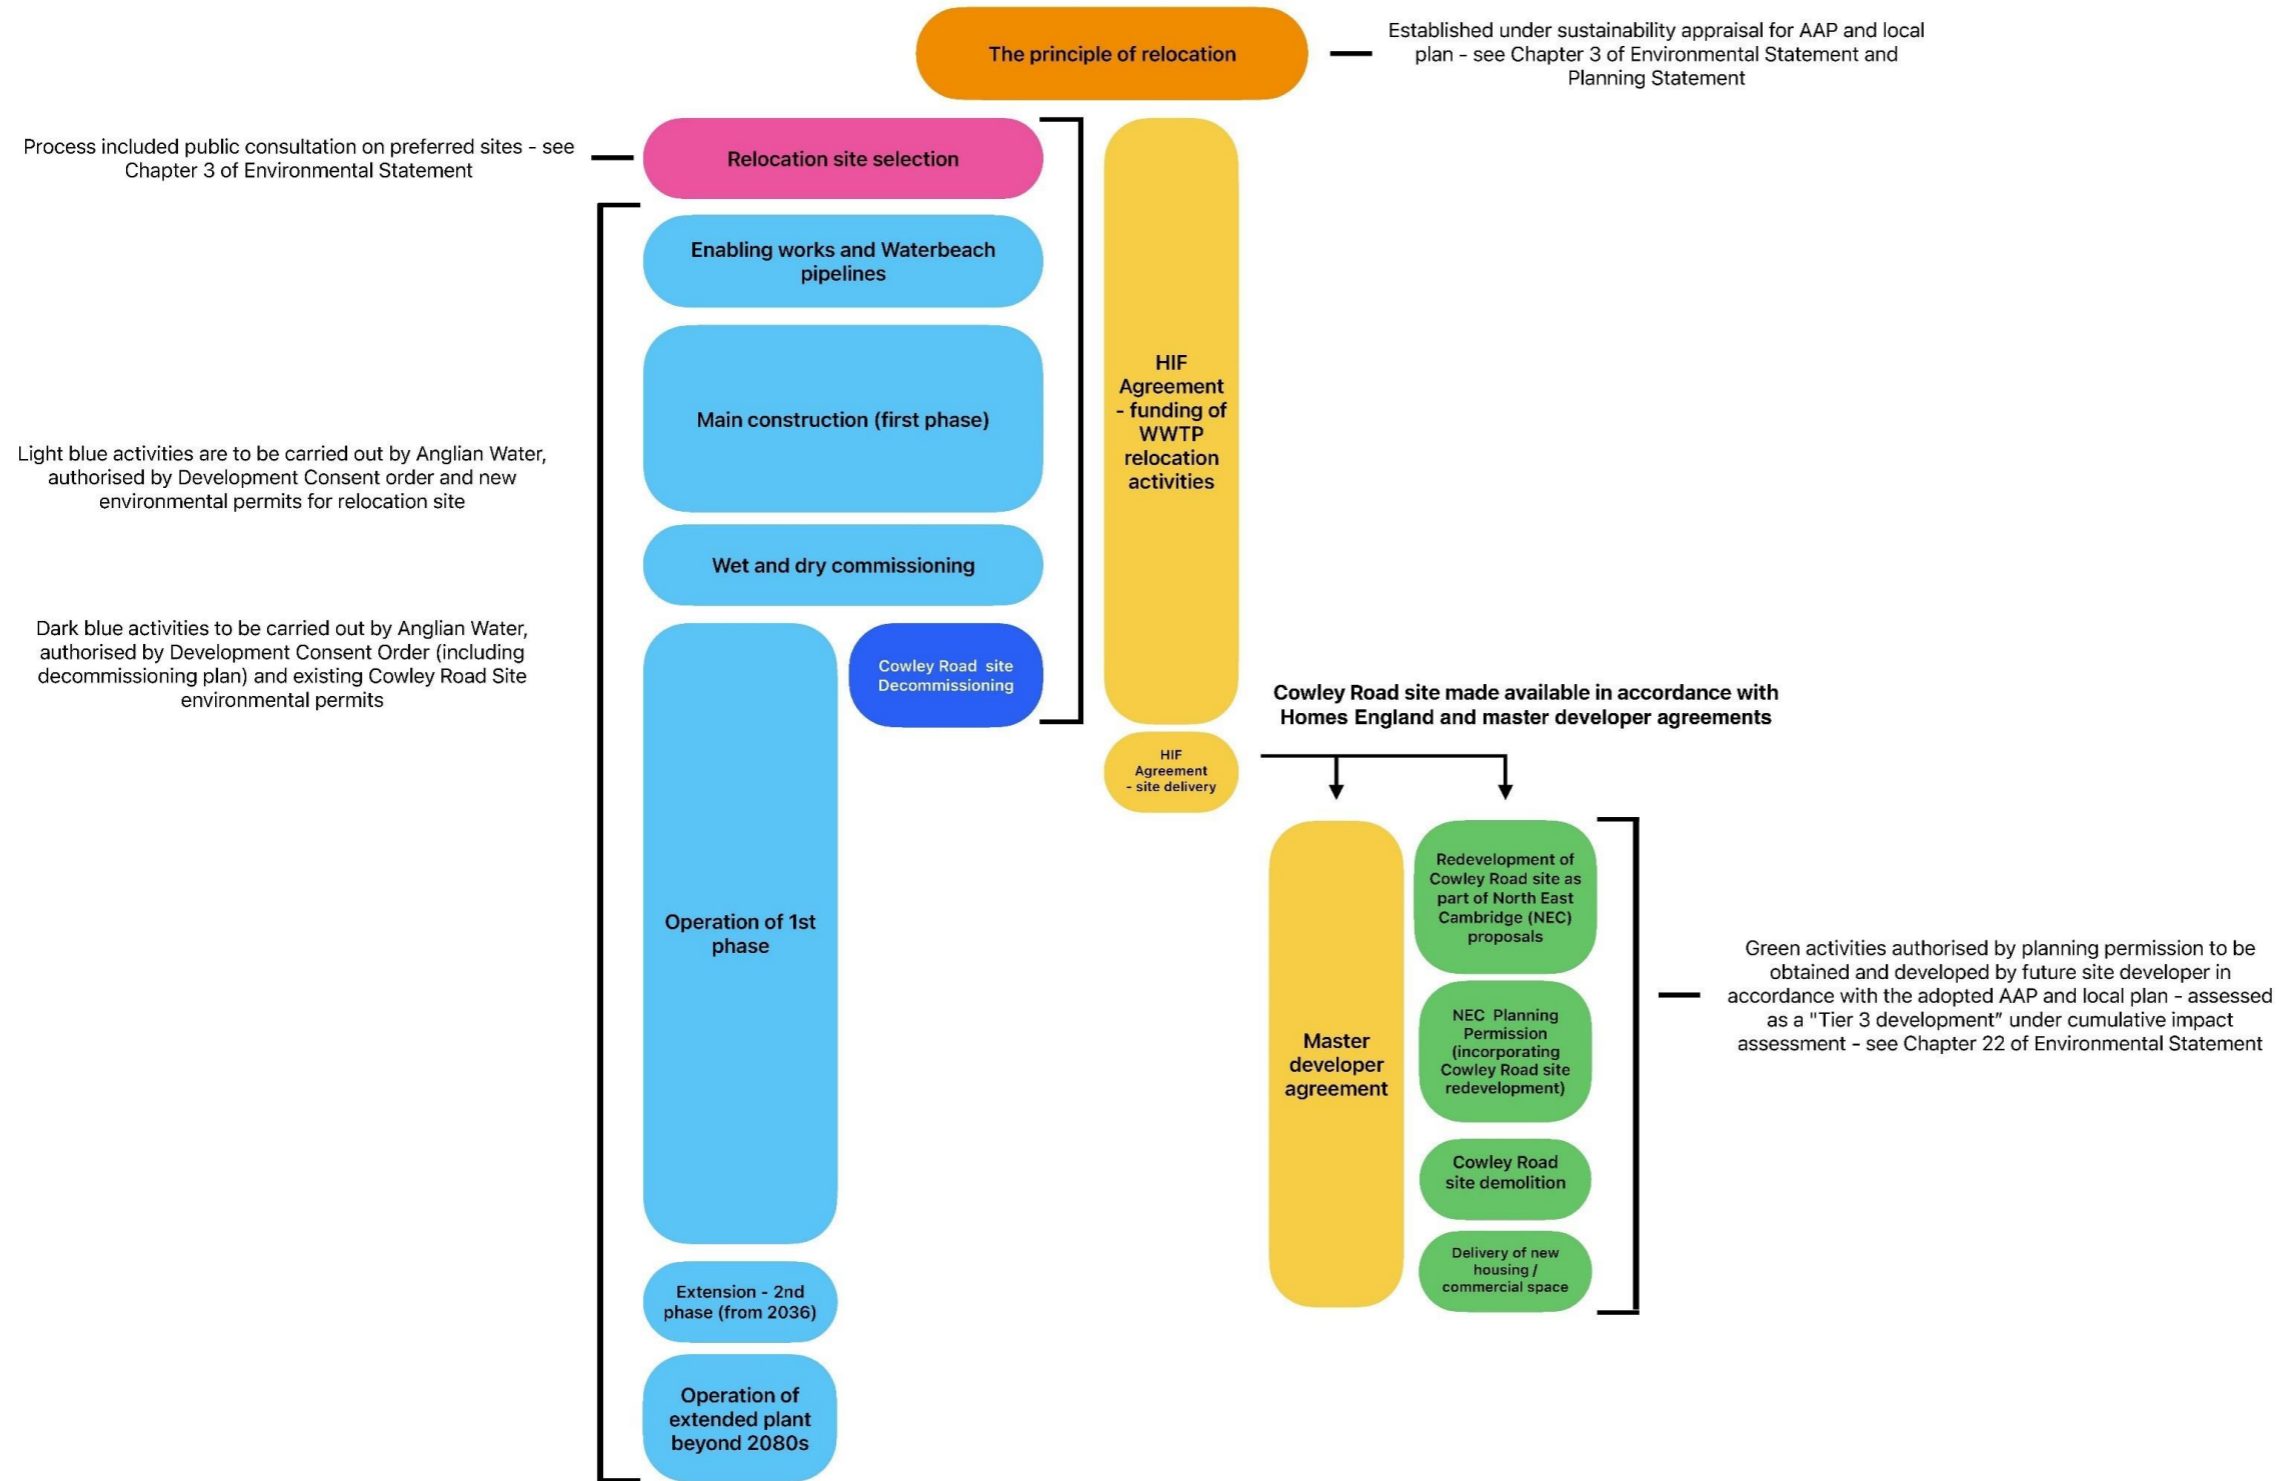 The principle of relocation
Established under sustainability appraisal for AAP and local
plan - see Chapter 3 of Environmental Statement and
Planning Statement
Process included public consultation on preferred sites - see
Chapter 3 of Environmental Statement
Relocation site selection
Enabling works and Waterbeach
pipelines
Main construction (first phase)
HIF
Agreement
- funding of
WWTP
relocation
activities
Light blue activities are to be carried out by Anglian Water,
authorised by Development Consent order and new
environmental permits for relocation site
Wet and dry commissioning
Dark blue activities to be carried out by Anglian Water,
authorised by Development Consent Order (including
decommissioning plan) and existing Cowley Road Site
environmental permits
Cowley Road site
Decommissioning
Cowley Road site made available in accordance with
Homes England and master developer agreements
HIF
Agreement
- site delivery
Operation of 1st
phase
Master
developer
agreement
Redevelopment of
Cowley Road site as
part of North East
Cambridge (NEC)
proposals
NEC Planning
Permission
(incorporating
Cowley Road site
redevelopment)
Cowley Road
site demolition
Delivery of new
housing /
commercial space
Green activities authorised by planning permission to be
obtained and developed by future site developer in
accordance with the adopted AAP and local plan - assessed
as a "Tier 3 development” under cumulative impact
assessment - see Chapter 22 of Environmental Statement
Extension - 2nd
phase (from 2036)
Operation of
extended plant
beyond 2080s